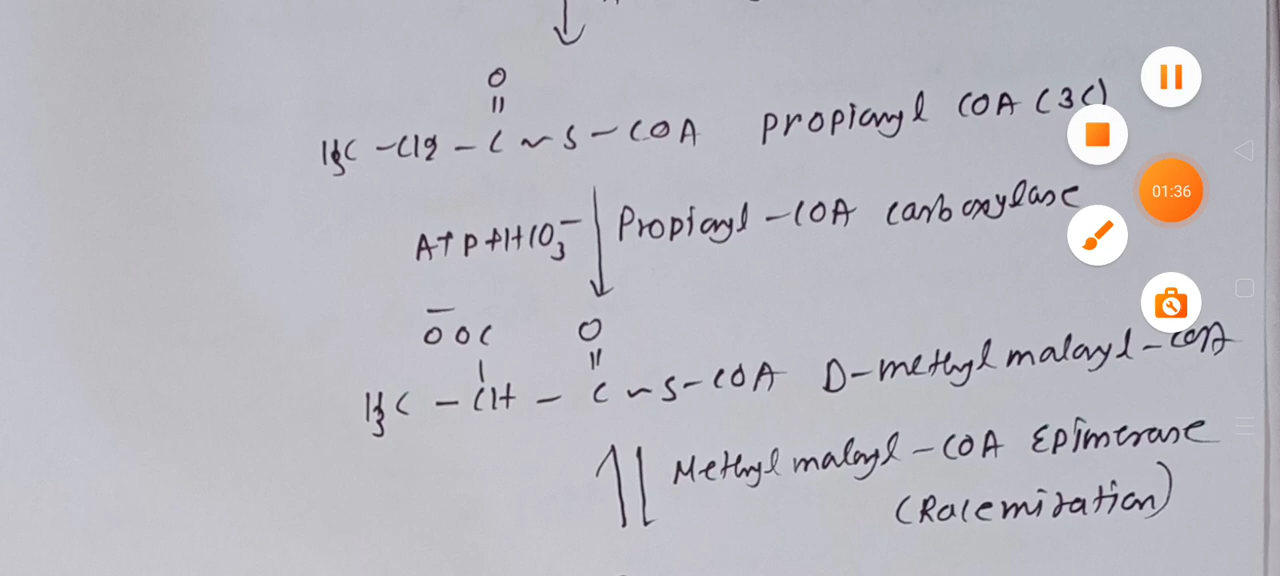 O
||
H3C - CH2 - C ~ S - COA propionyl COA (3C)
ATP + HCO3- Propionyl - COA carboxylase
-OOC O
| ||
H3C - CH - C ~ S - COA D-methyl malonyl - COA
Methyl malonyl - COA Epimerase
(Racemization)
01:36